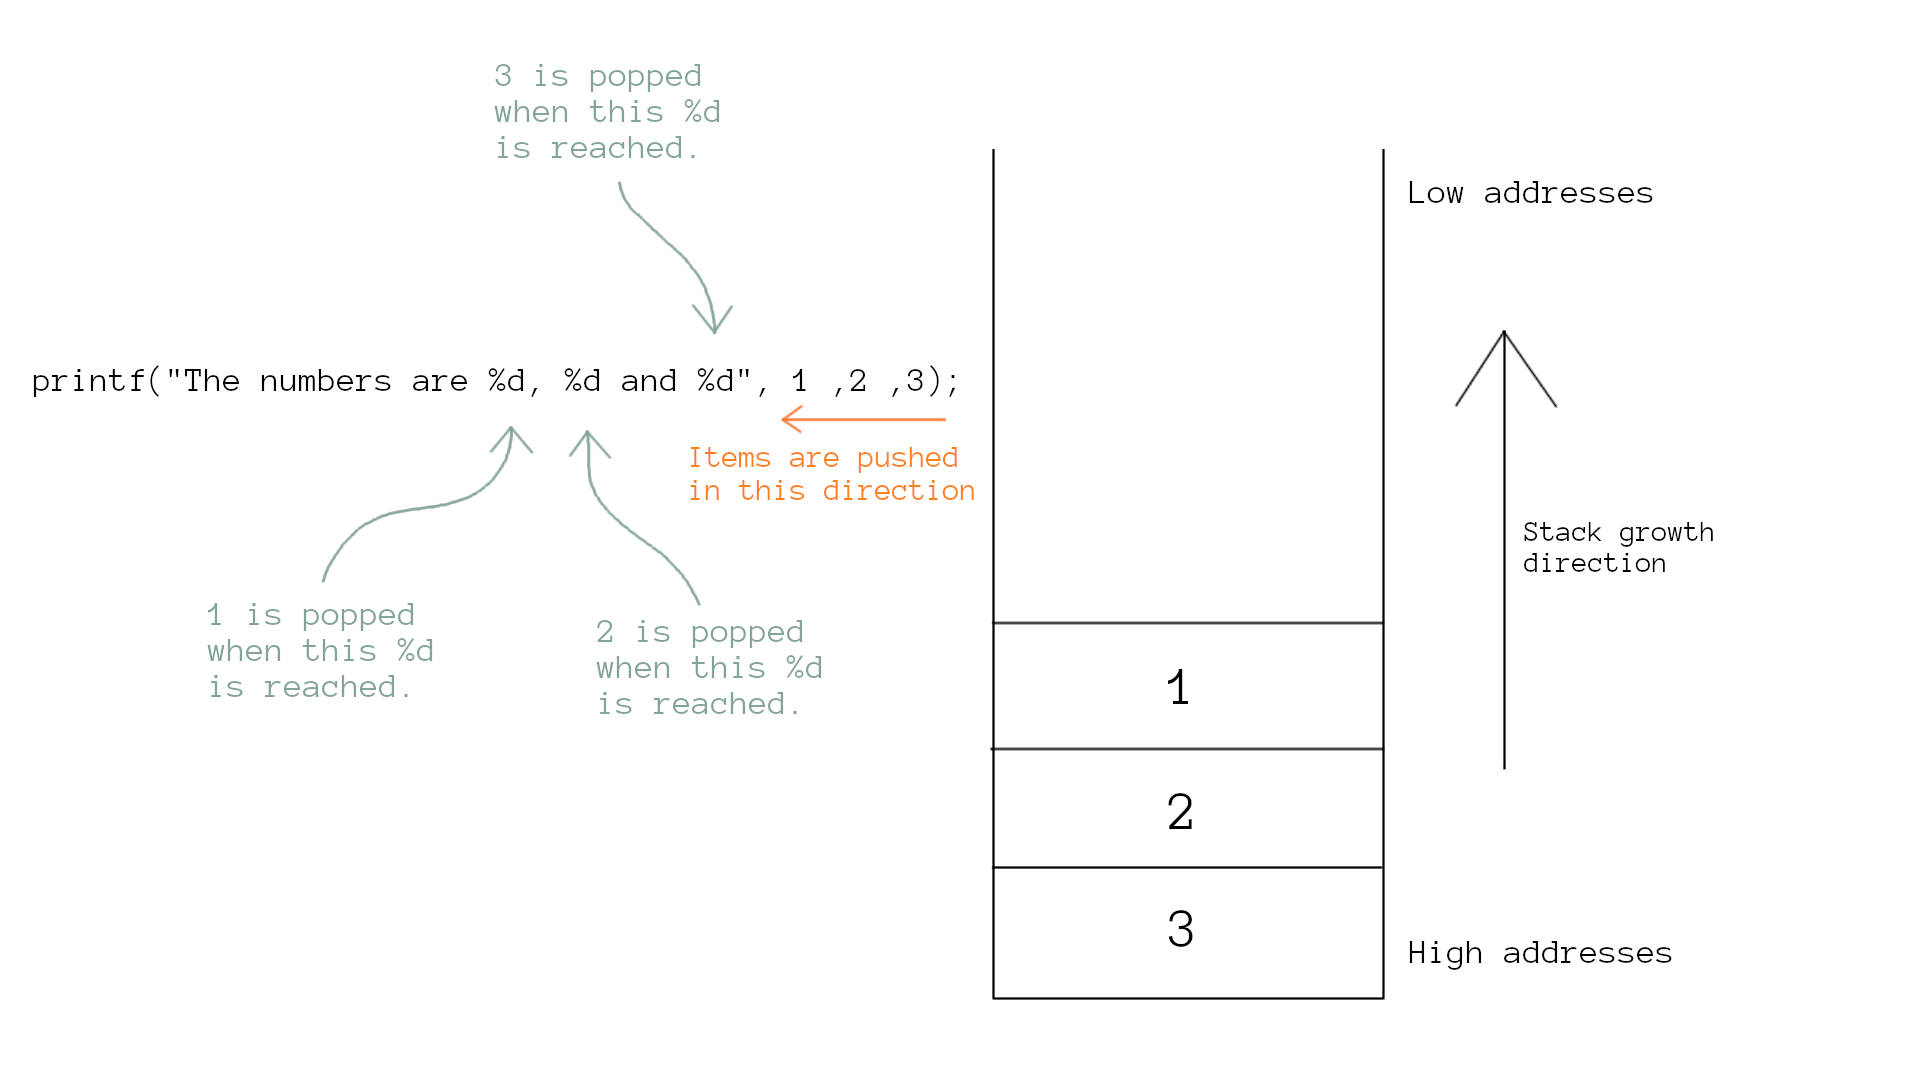 3 is popped
when this %d
is reached.
Low addresses
printf("The numbers are %d, %d and %d", 1 ,2 ,3);
Items are pushed
in this direction
Stack growth
direction
1 is popped
when this %d
is reached.
2 is popped
when this %d
is reached.
1
2
3
High addresses